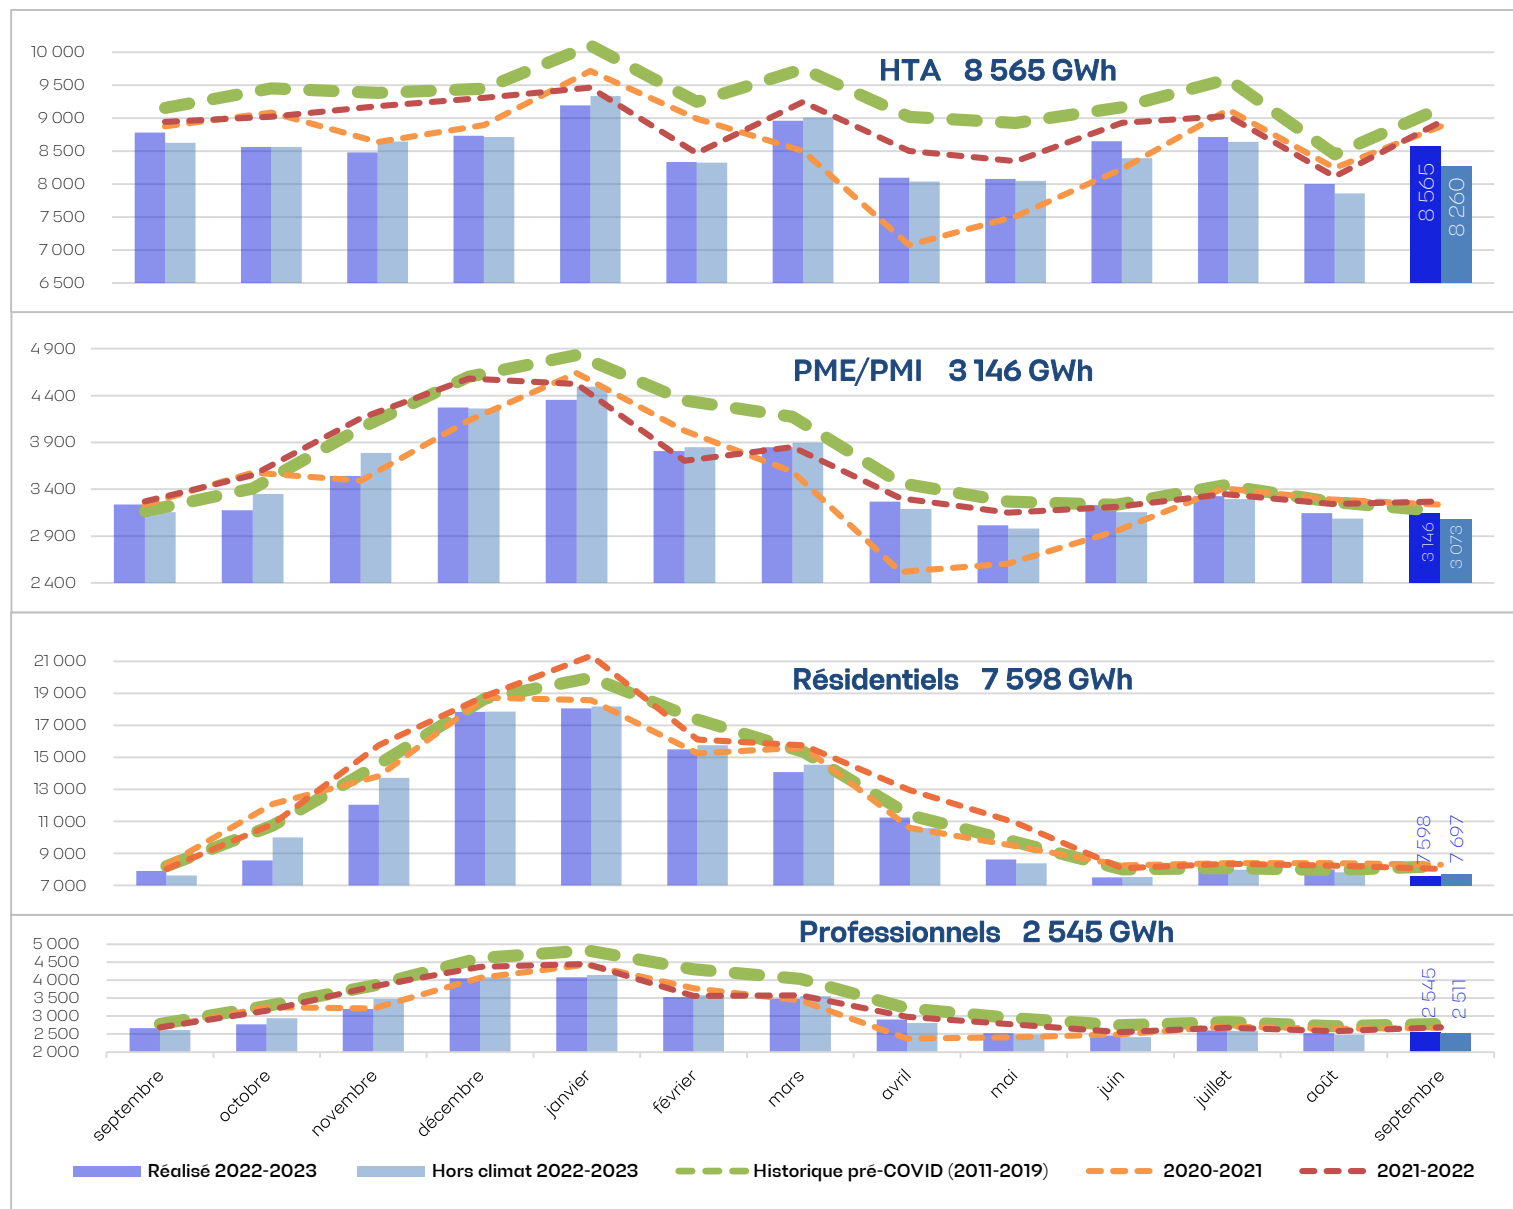 HTA 8 565 GWh
10 000
9 500
9 000
8 500
8 000
7 500
7 000
6 500
8 565
8 260
PME/PMI 3 146 GWh
4 900
4 400
3 900
3 400
2 900
2 400
3 146
3 073
Résidentiels 7 598 GWh
21 000
19 000
17 000
15 000
13 000
11 000
9 000
7 000
7 598
7 697
Professionnels 2 545 GWh
5 000
4 500
4 000
3 500
3 000
2 500
2 000
2 545
2 511
septembre
octobre
novembre
décembre
janvier
février
mars
avril
mai
juin
juillet
août
septembre
Réalisé 2022-2023
Hors climat 2022-2023
Historique pré-COVID (2011-2019)
2020-2021
2021-2022